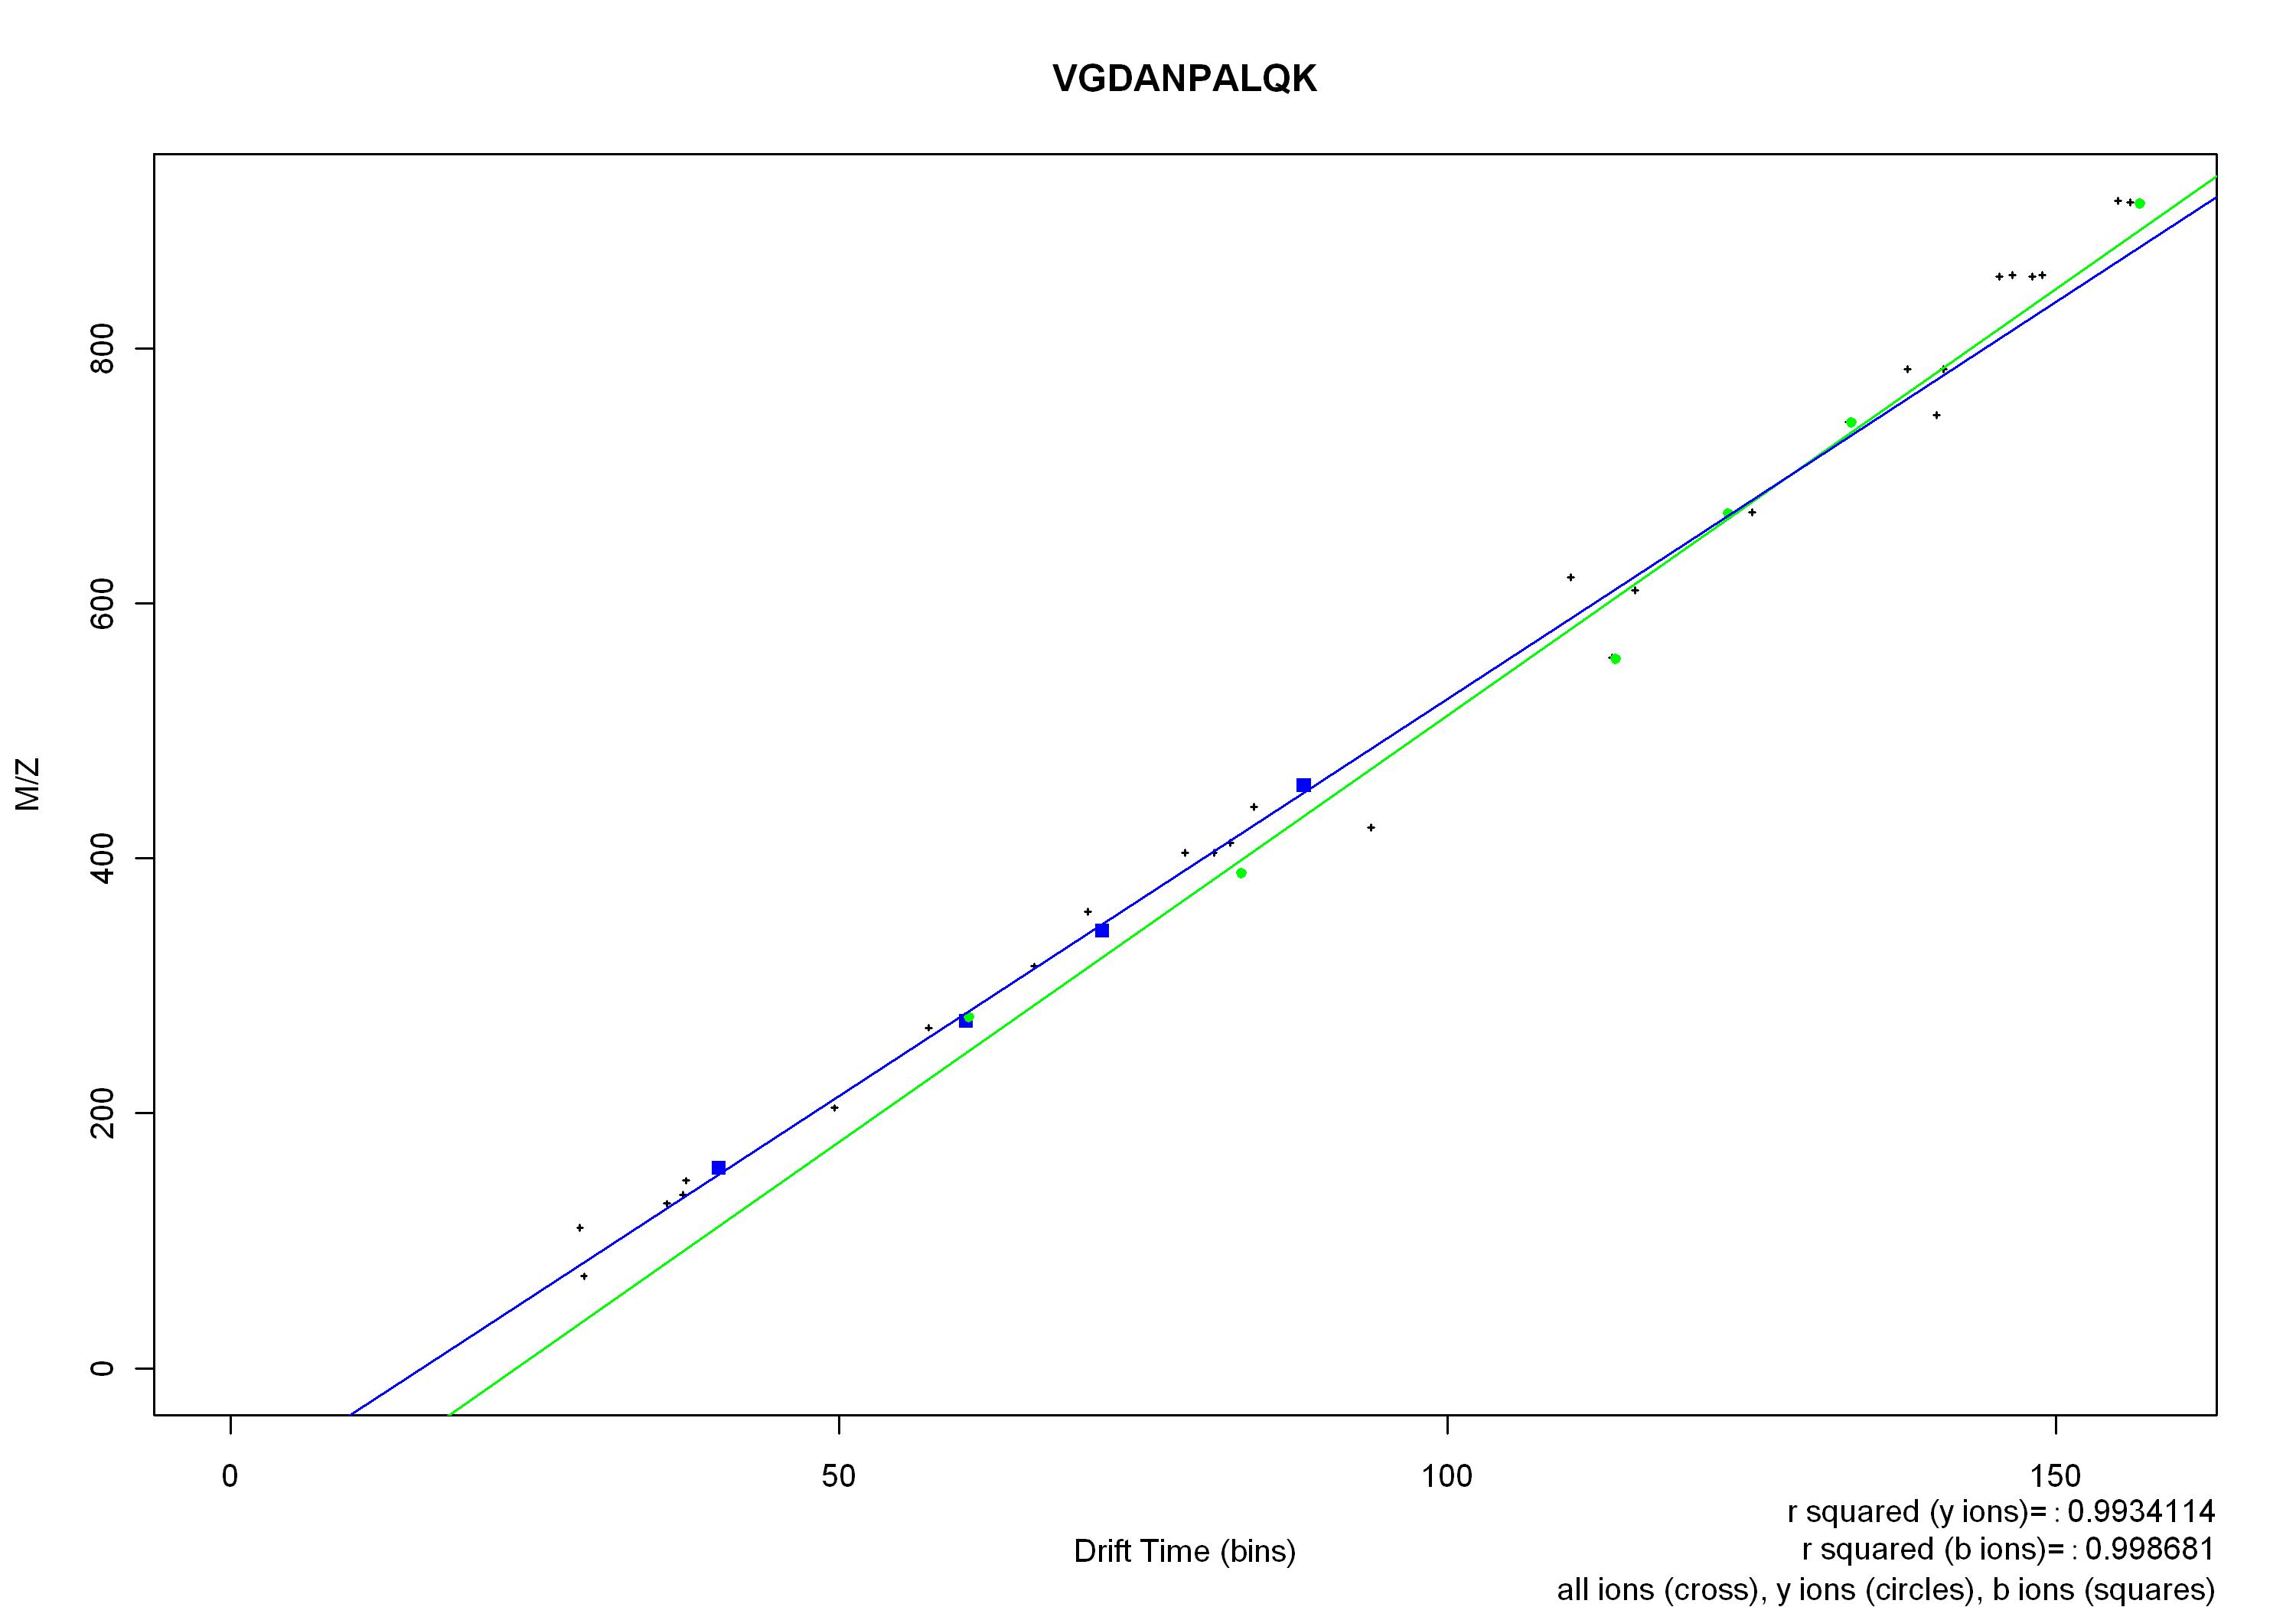 VGDANPALQK
M/Z
800
600
400
200
0
0 50 100 150
Drift Time (bins)
r squared (y ions)= : 0.9934114
r squared (b ions)= : 0.998681
all ions (cross), y ions (circles), b ions (squares)